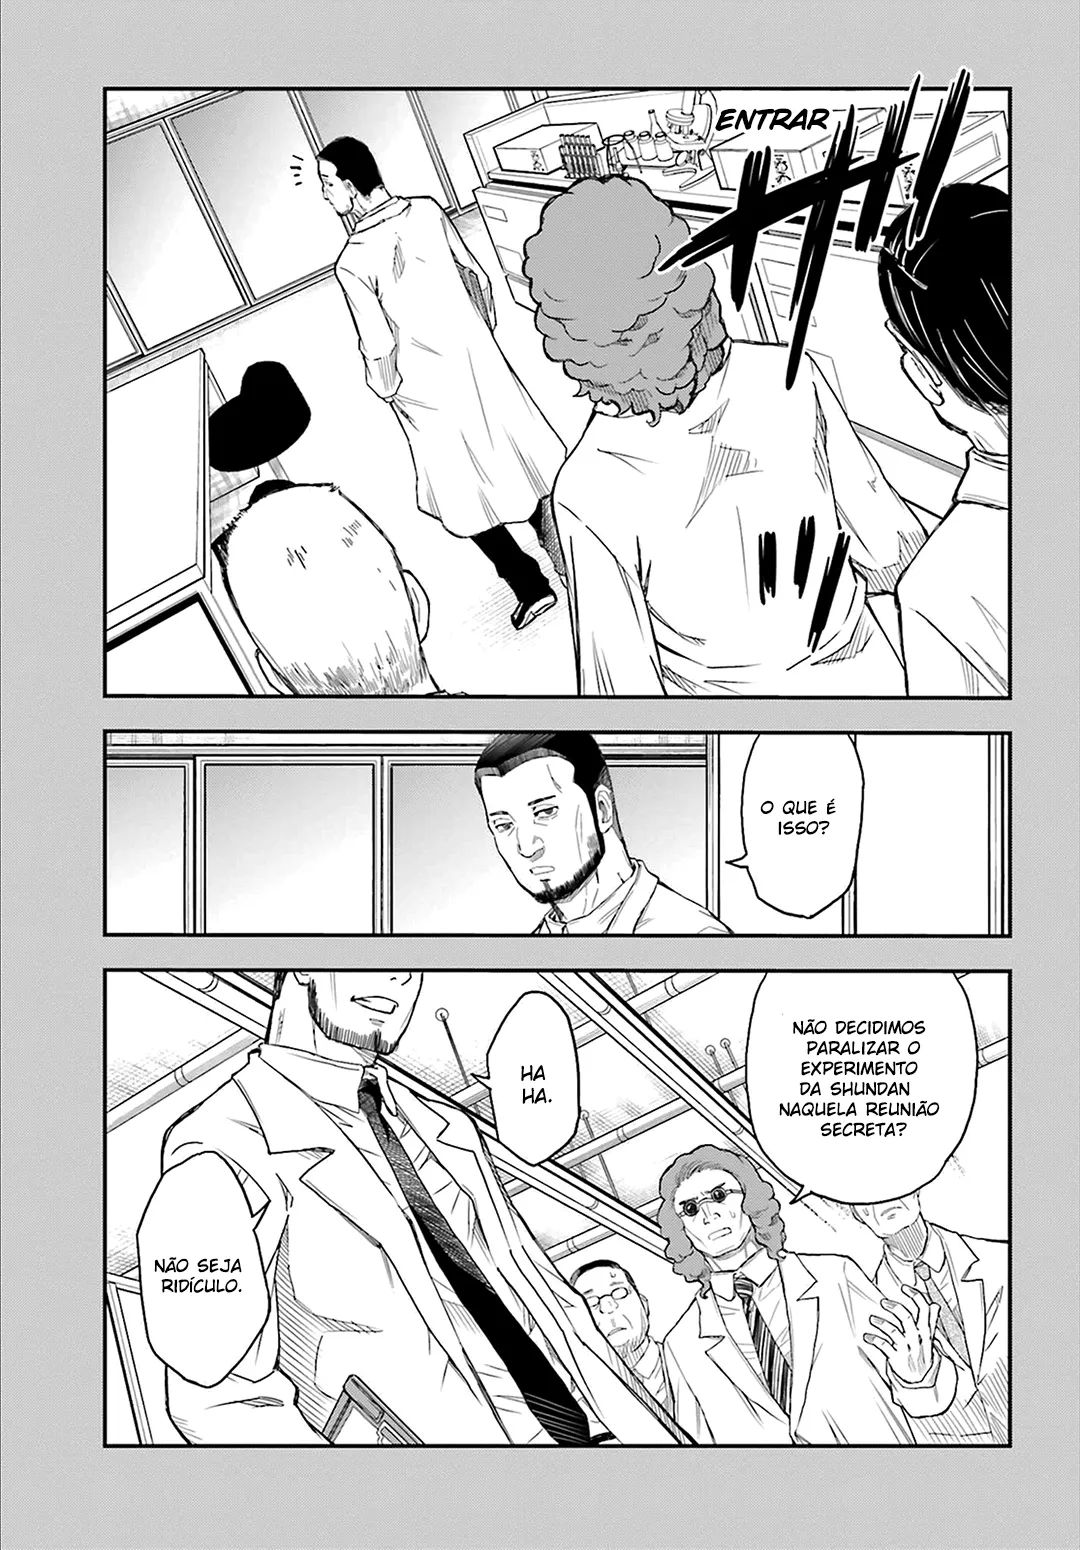 ENTRAR
O QUE É
ISSO?
NÃO DECIDIMOS
PARALIZAR O
EXPERIMENTO
DA SHUNDAN
NAQUELA REUNIÃO
SECRETA?
HA
HA.
NÃO SEJA
RIDÍCULO.